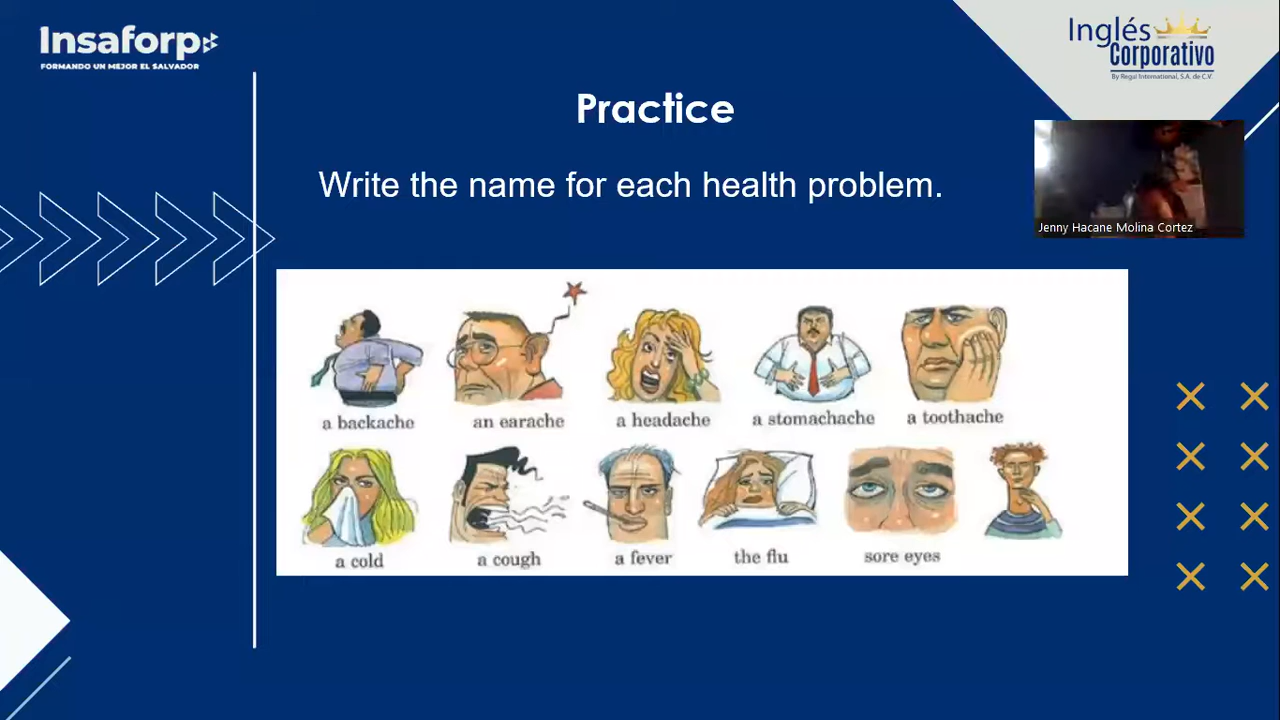 Insaforp
FORMANDO UN MEJOR EL SALVADOR
Inglés
Corporativo
By Regul International, S.A. de C.V.
Practice
Write the name for each health problem.
Jenny Hacane Molina Cortez
a backache an earache a headache a stomachache a toothache
a cold a cough a fever the flu sore eyes